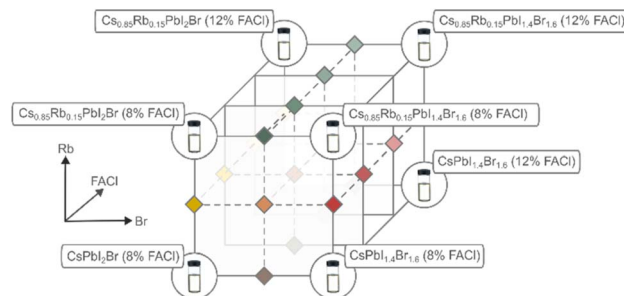 Cs₀.₈₅Rb₀.₁₅PbI₂Br (12% FACl)
Cs₀.₈₅Rb₀.₁₅PbI₁.₄Br₁.₆ (12% FACl)
Cs₀.₈₅Rb₀.₁₅PbI₂Br (8% FACl)
Cs₀.₈₅Rb₀.₁₅PbI₁.₄Br₁.₆ (8% FACl)
Rb
FACl
Br
CsPbI₁.₄Br₁.₆ (12% FACl)
CsPbI₂Br (8% FACl)
CsPbI₁.₄Br₁.₆ (8% FACl)